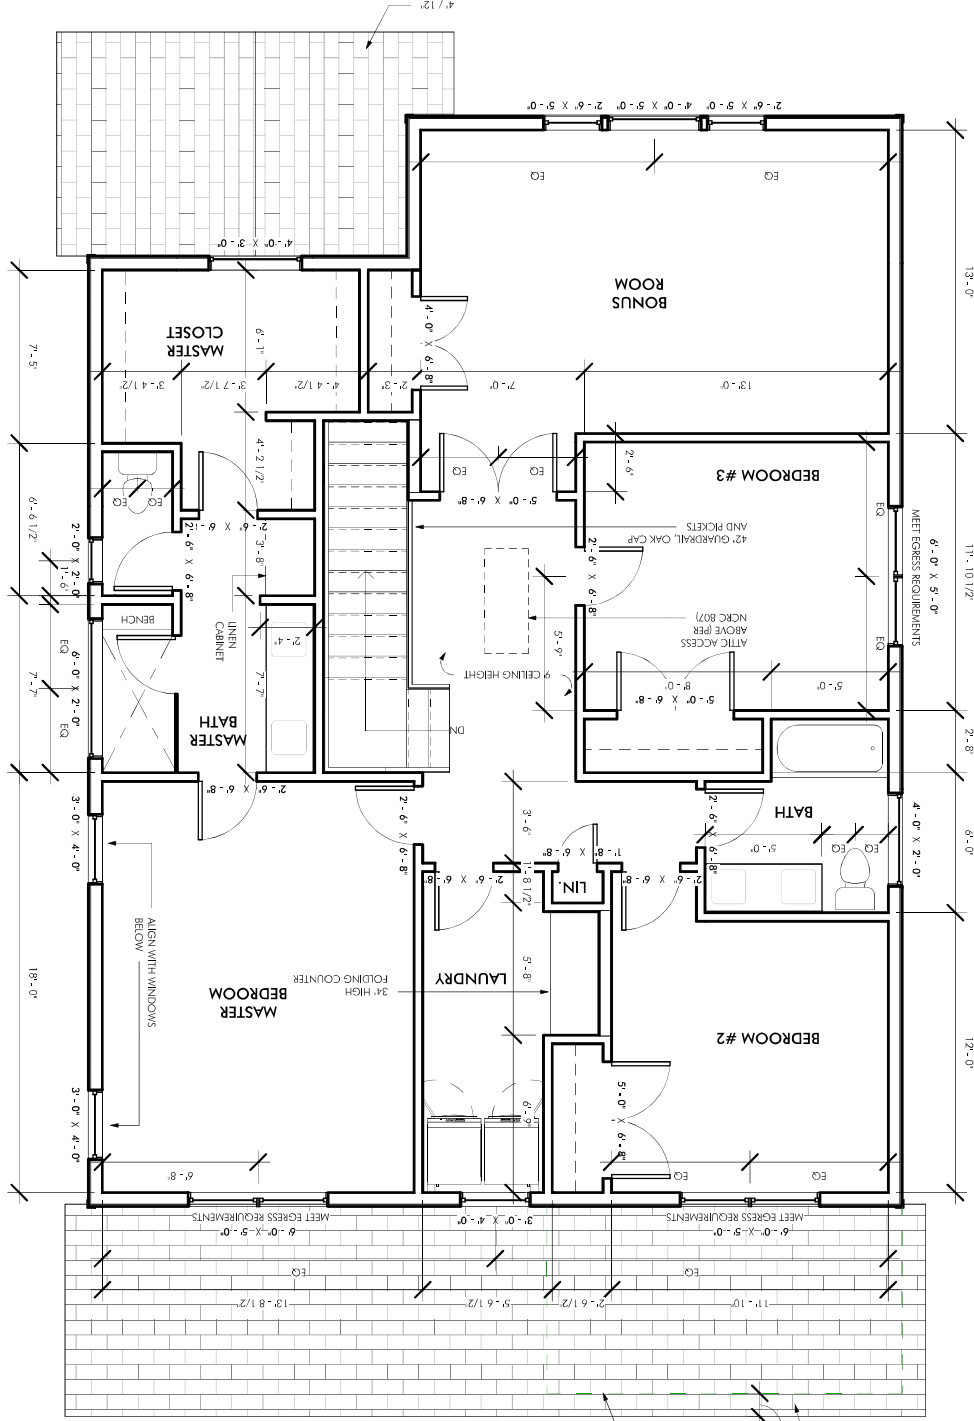 4' / 12"
2' - 6" X 5' - 0"
4' - 0" X 5' - 0"
2' - 6" X 5' - 0"
EQ
EQ
4' - 0" X 3' - 0"
BONUS
ROOM
13' - 0"
MASTER
CLOSET
6' - 1"
4' - 0" X 6' - 8"
7' - 5"
3' - 4 1/2"
3' - 7 1/2"
4' - 4 1/2"
2' - 3"
7' - 0"
13' - 0"
4' - 2 1/2"
EQ
EQ
5' - 0" X 6' - 8"
2' - 6"
BEDROOM #3
EQ
EQ
EQ
6' - 6 1/2"
2' - 0" X 2' - 0"
1' - 6"
2' - 6" X 6' - 8"
2' - 6" X 6' - 8"
3' - 8"
42" GUARDRAIL, OAK CAP
AND PICKETS
2' - 6" X 6' - 8"
MEET EGRESS REQUIREMENTS
6' - 0" X 5' - 0"
11' - 10 1/2"
EQ
BENCH
LINEN
CABINET
2' - 4"
ATTIC ACCESS
ABOVE (PER
NCRC 807)
5' - 9"
9' CEILING HEIGHT
EQ
6' - 0" X 2' - 0"
EQ
7' - 7"
7' - 7"
MASTER
BATH
8' - 0"
5' - 0"
5' - 0" X 6' - 8"
DN
2' - 8"
2' - 6" X 6' - 8"
3' - 0" X 4' - 0"
2' - 6" X 6' - 8"
3' - 6"
1' - 8" X 6' - 8"
2' - 6" X 6' - 8"
BATH
5' - 0"
EQ
EQ
4' - 0" X 2' - 0"
6' - 0"
2' - 6" X 6' - 8"
1' - 8 1/2"
LIN.
2' - 6" X 6' - 8"
ALIGN WITH WINDOWS
BELOW
18' - 0"
MASTER
BEDROOM
34" HIGH
FOLDING COUNTER
LAUNDRY
5' - 8"
BEDROOM #2
12' - 0"
3' - 0" X 4' - 0"
6' - 9"
5' - 0" X 6' - 8"
6' - 8"
EQ
EQ
MEET EGRESS REQUIREMENTS
6' - 0" X 5' - 0"
3' - 0" X 4' - 0"
MEET EGRESS REQUIREMENTS
6' - 0" X 5' - 0"
EQ
EQ
13' - 8 1/2"
5' - 6 1/2"
2' - 6 1/2"
11' - 10"